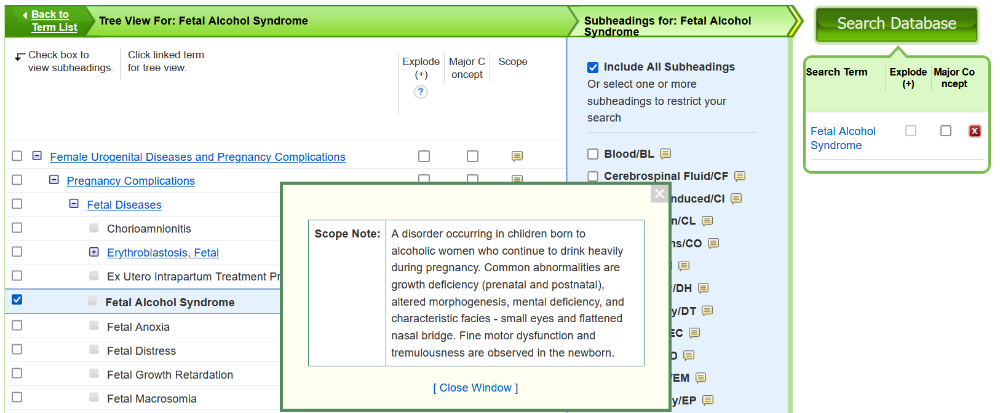 Back to
Term List
Tree View For: Fetal Alcohol Syndrome
Subheadings for: Fetal Alcohol
Syndrome
Search Database
Check box to
view subheadings.
Click linked term
for tree view.
Explode
(+)
?
Major C
oncept
Scope
Include All Subheadings
Or select one or more
subheadings to restrict your
search
Search Term
Explode
(+)
Major Co
ncept
Fetal Alcohol
Syndrome
X
Female Urogenital Diseases and Pregnancy Complications
Pregnancy Complications
Fetal Diseases
Chorioamnionitis
Erythroblastosis, Fetal
Ex Utero Intrapartum Treatment Pr
Fetal Alcohol Syndrome
Fetal Anoxia
Fetal Distress
Fetal Growth Retardation
Fetal Macrosomia
Blood/BL
Cerebrospinal Fluid/CF
nduced/CI
n/CL
ns/CO
/DH
y/DT
EC
D
/EM
y/EP
Scope Note:
A disorder occurring in children born to
alcoholic women who continue to drink heavily
during pregnancy. Common abnormalities are
growth deficiency (prenatal and postnatal),
altered morphogenesis, mental deficiency, and
characteristic facies - small eyes and flattened
nasal bridge. Fine motor dysfunction and
tremulousness are observed in the newborn.
[ Close Window ]